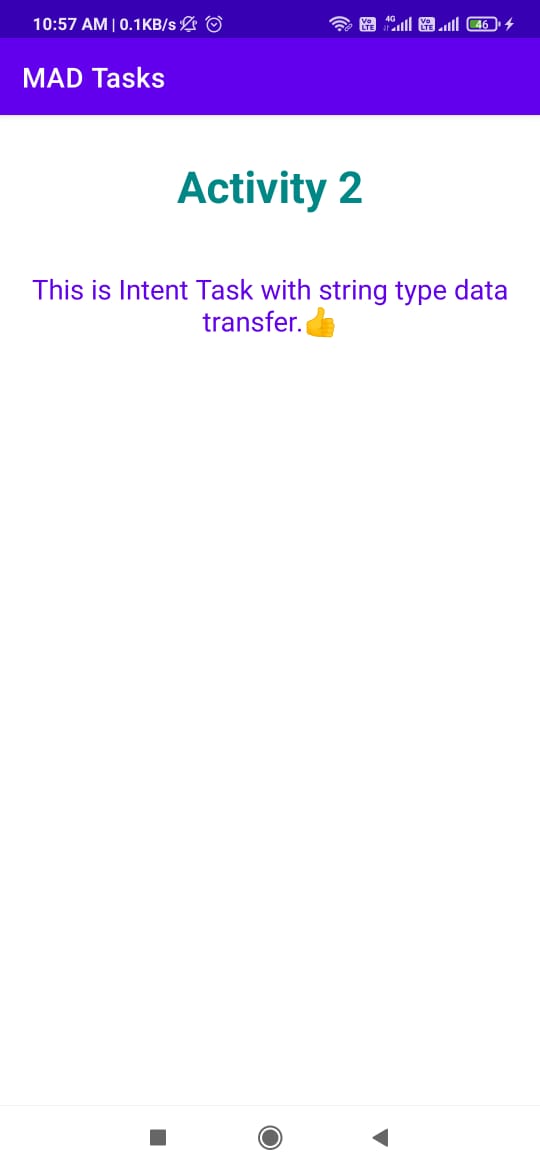 10:57 AM | 0.1KB/s Vo LTE 4G Vo LTE 46
MAD Tasks
Activity 2
This is Intent Task with string type data
transfer.👍